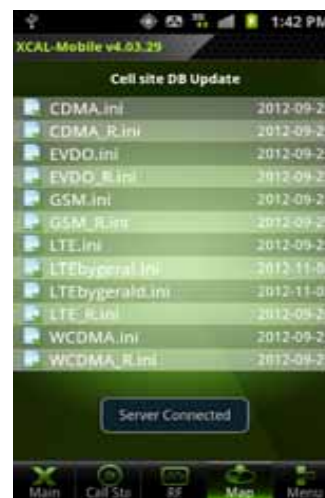 1:42 PM
XCAL-Mobile v4.03.29
Cell site DB Update
CDMA.ini 2012-09-2
CDMA_R.ini 2012-09-2
EVDO.ini 2012-09-2
EVDO_R.ini 2012-09-2
GSM.ini 2012-09-2
GSM_R.ini 2012-09-2
LTE.ini 2012-09-2
LTEbygeral.ini 2012-11-0
LTEbygerald.ini 2012-11-0
LTE_R.ini 2012-09-2
WCDMA.ini 2012-09-2
WCDMA_R.ini 2012-09-2
Server Connected
Main Call Sta RF Map Menu